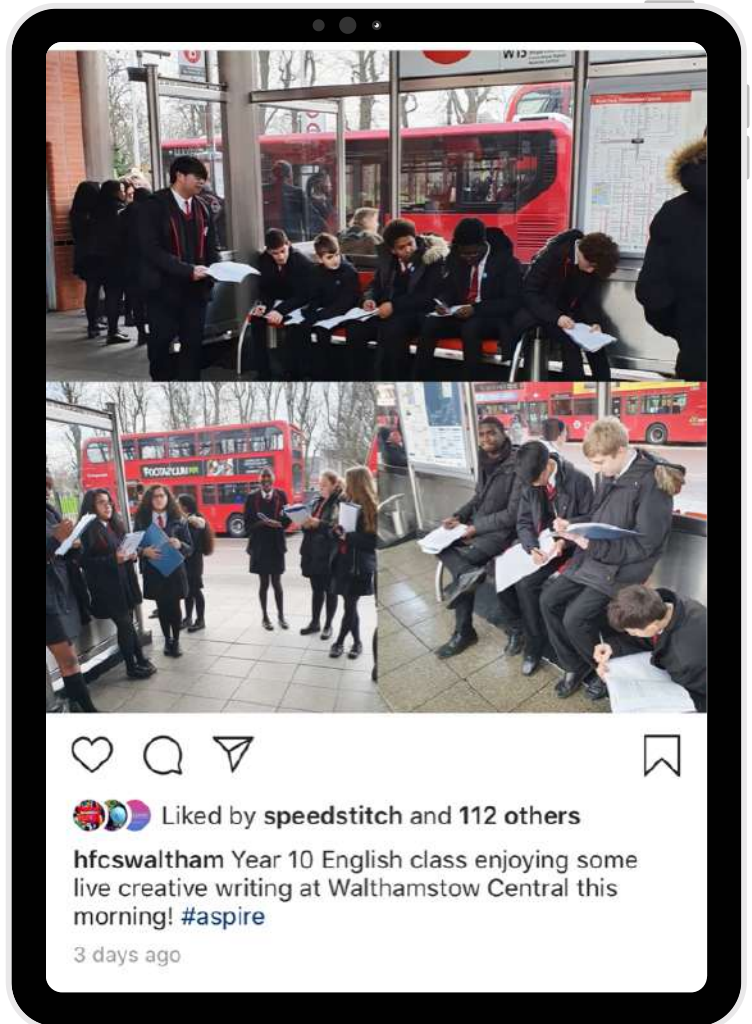 W15
Liked by speedstitch and 112 others
hfcswaltham Year 10 English class enjoying some
live creative writing at Walthamstow Central this
morning! #aspire
3 days ago